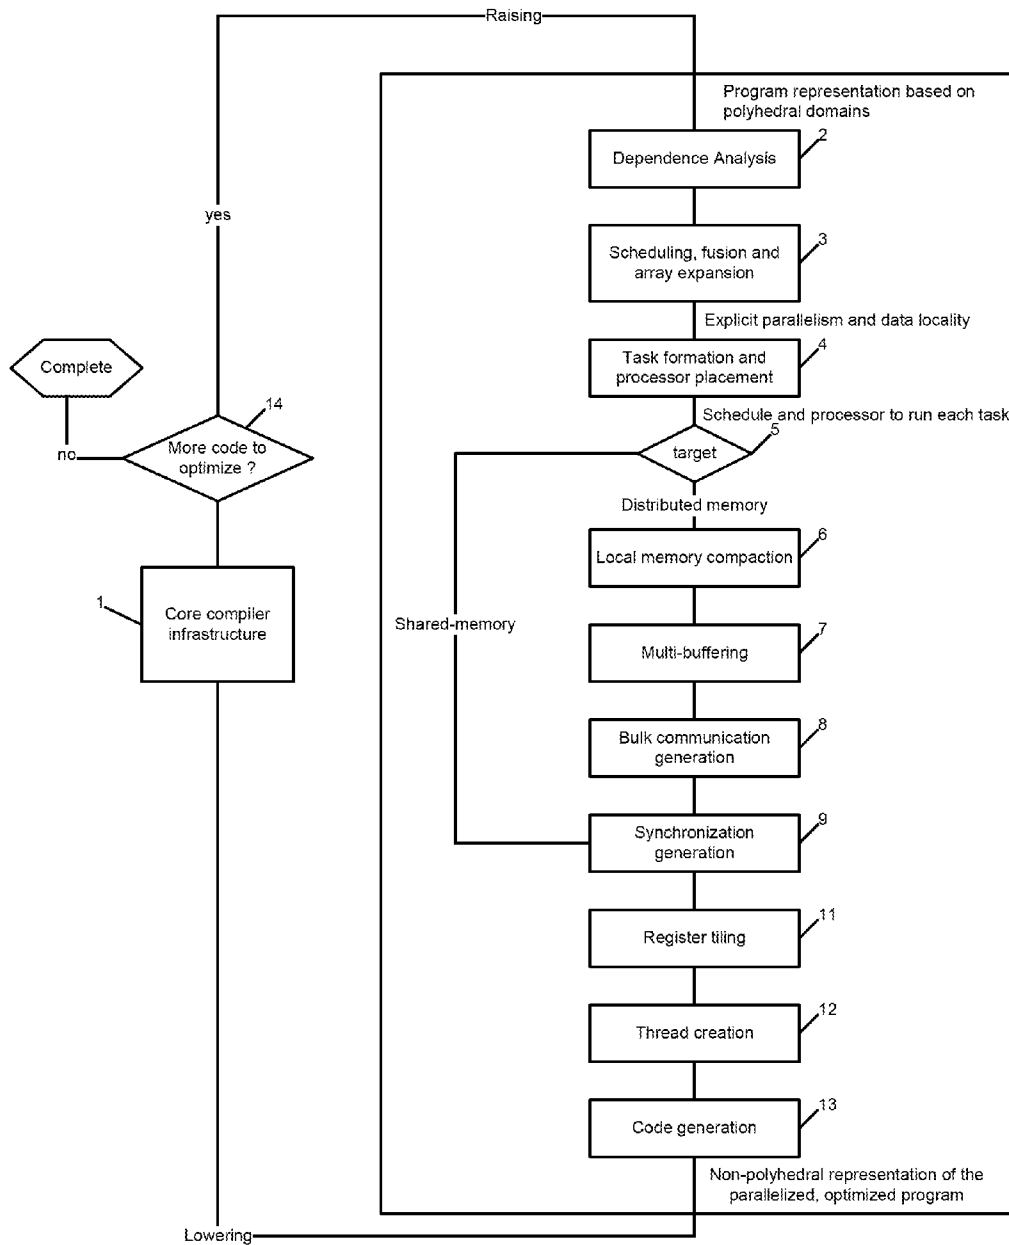 Raising
Program representation based on
polyhedral domains
2
Dependence Analysis
yes
3
Scheduling, fusion and
array expansion
Explicit parallelism and data locality
4
Task formation and
processor placement
Complete
14
Schedule and processor to run each task
5
More code to
optimize ?
no
target
Distributed memory
6
Local memory compaction
1
Core compiler
infrastructure
Shared-memory
7
Multi-buffering
8
Bulk communication
generation
9
Synchronization
generation
11
Register tiling
12
Thread creation
13
Code generation
Non-polyhedral representation of the
parallelized, optimized program
Lowering